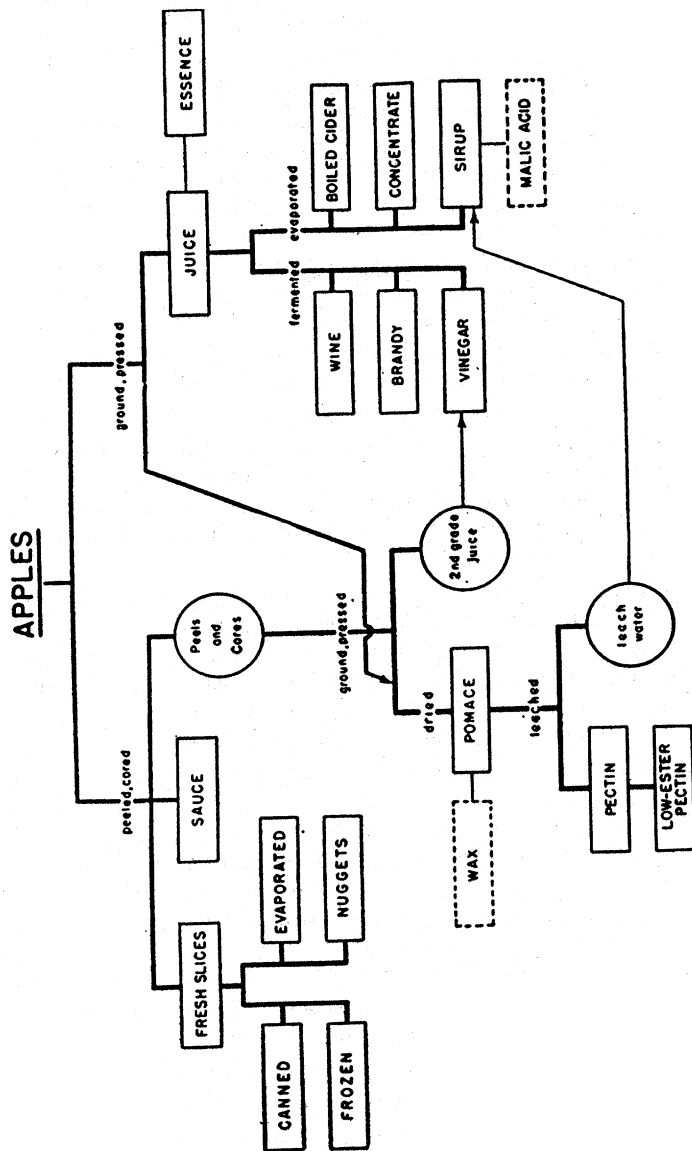 APPLES
peeled, cored
ground, pressed
FRESH SLICES
SAUCE
Peels
and
Cores
JUICE
ESSENCE
CANNED
EVAPORATED
FROZEN
NUGGETS
ground, pressed
fermented
evaporated
WINE
BOILED CIDER
BRANDY
CONCENTRATE
VINEGAR
SIRUP
dried
2nd grade
juice
WAX
POMACE
MALIC ACID
leached
PECTIN
leach
water
LOW-ESTER
PECTIN